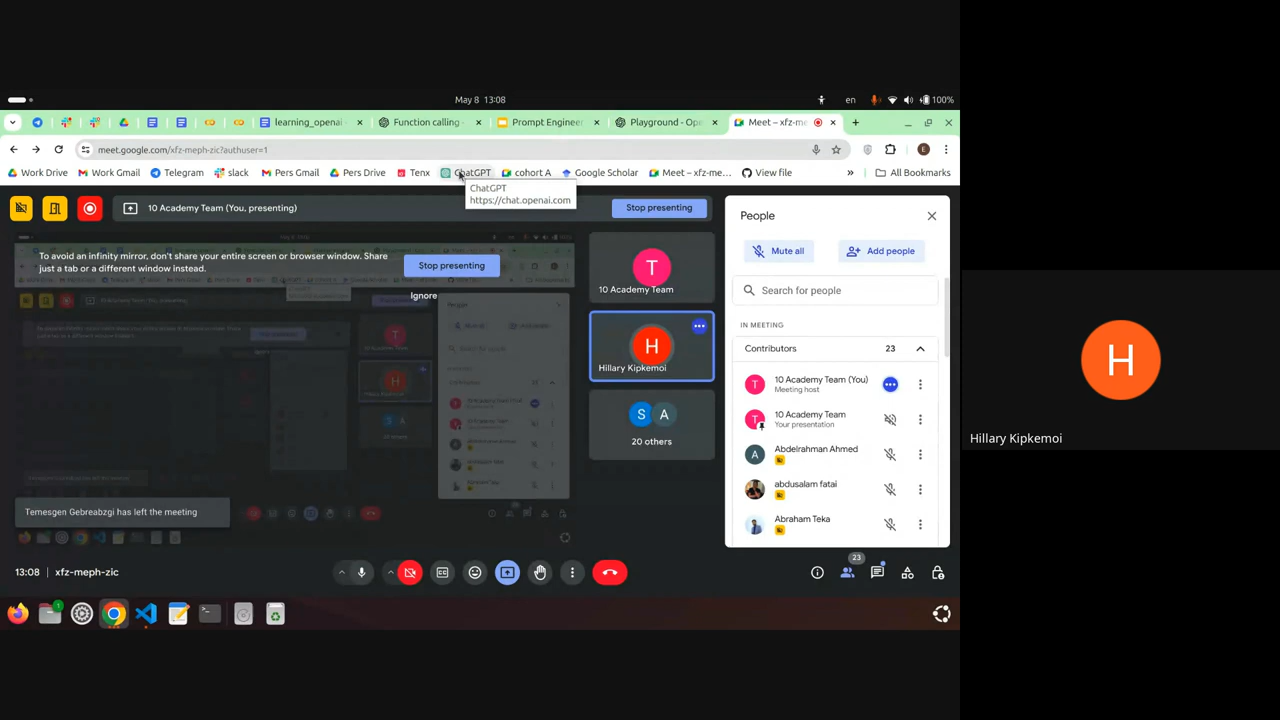 May 8 13:08
en
100%
learning_openai
Function calling -
Prompt Engineer
Playground - Ope
Meet – xfz-me
meet.google.com/xfz-meph-zic?authuser=1
E
Work Drive
Work Gmail
Telegram
slack
Pers Gmail
Pers Drive
Tenx
ChatGPT
cohort A
Google Scholar
Meet – xfz-me...
View file
»
All Bookmarks
ChatGPT
https://chat.openai.com
10 Academy Team (You, presenting)
Stop presenting
To avoid an infinity mirror, don't share your entire screen or browser window. Share
just a tab or a different window instead.
Stop presenting
Ignore
T
10 Academy Team
H
Hillary Kipkemoi
S
A
20 others
Temesgen Gebreabzgi has left the meeting
People
Mute all
Add people
Search for people
IN MEETING
Contributors
23
T
10 Academy Team (You)
Meeting host
T
10 Academy Team
Your presentation
A
Abdelrahman Ahmed
abdusalam fatai
Abraham Teka
13:08 | xfz-meph-zic
23
1
H
Hillary Kipkemoi